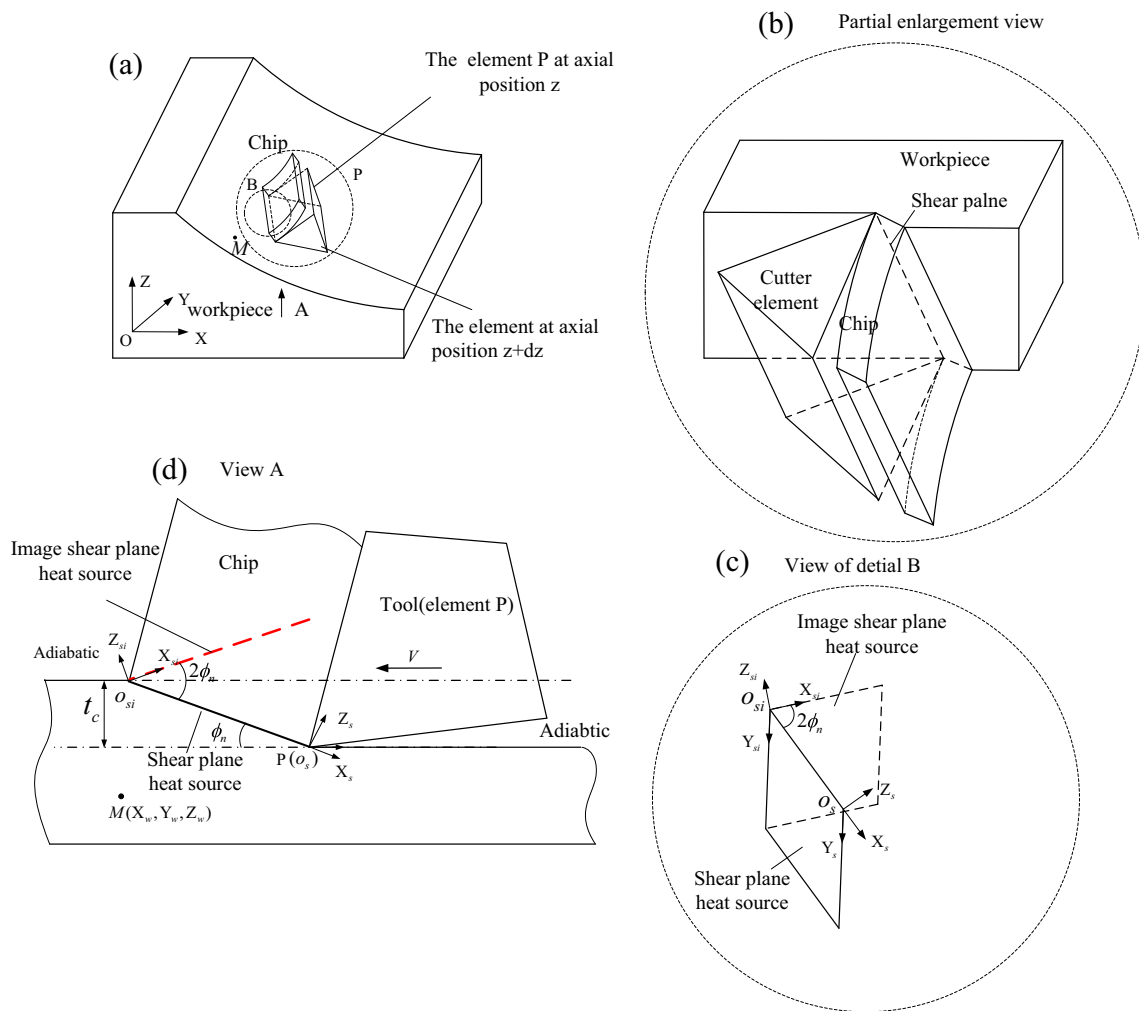 (a)
The element P at axial
position z
Chip
B
P
M
Z
Y
workpiece
A
O
X
The element at axial
position z+dz
(b)
Partial enlargement view
Workpiece
Shear palne
Cutter
element
Chip
(d)
View A
Image shear plane
heat source
Chip
Tool(element P)
Z_si
Adiabatic
X_si
2ϕ_n
V
o_si
t_c
ϕ_n
Z_s
Adiabtic
Shear plane
heat source
P(o_s)
X_s
M(X_w, Y_w, Z_w)
(c)
View of detial B
Image shear plane
heat source
Z_si
X_si
o_si
2ϕ_n
Y_si
o_s
Z_s
Y_s
X_s
Shear plane
heat source